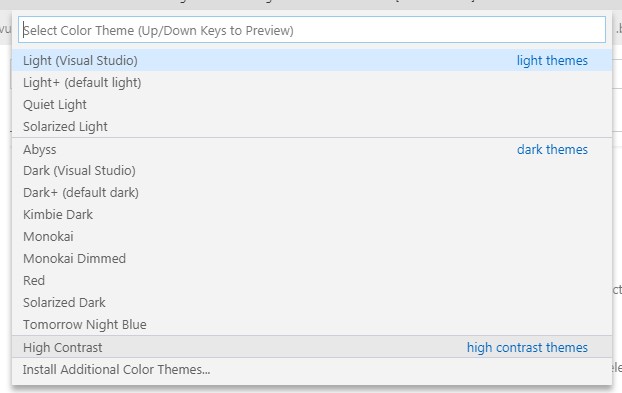 Select Color Theme (Up/Down Keys to Preview)
Light (Visual Studio) light themes
Light+ (default light)
Quiet Light
Solarized Light
Abyss dark themes
Dark (Visual Studio)
Dark+ (default dark)
Kimbie Dark
Monokai
Monokai Dimmed
Red
Solarized Dark
Tomorrow Night Blue
High Contrast high contrast themes
Install Additional Color Themes...